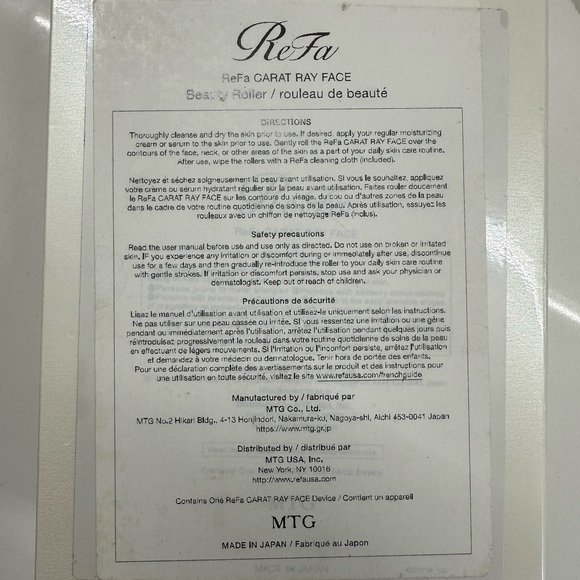 ReFa
ReFa CARAT RAY FACE
Beauty Roller / rouleau de beauté
DIRECTIONS
Thoroughly cleanse and dry the skin prior to use. If desired, apply your regular moisturizing
cream or serum to the skin prior to use. Gently roll the ReFa CARAT RAY FACE over the
contours of the face, neck, or other areas of the skin as a part of your daily skin care routine.
After use, wipe the rollers with a ReFa cleaning cloth (included).
Nettoyez et séchez soigneusement la peau avant utilisation. Si vous le souhaitez, appliquez
votre crème ou sérum hydratant régulier sur la peau avant utilisation. Faites rouler doucement
le ReFa CARAT RAY FACE sur les contours du visage, du cou ou d'autres zones de la peau
dans le cadre de votre routine quotidienne de soins de la peau. Après utilisation, essuyez les
rouleaux avec un chiffon de nettoyage ReFa (inclus).
Safety precautions
Read the user manual before use and use only as directed. Do not use on broken or irritated
skin. IF you experience any irritation or discomfort during or immediately after use, discontinue
use for a few days and then gradually re-introduce the roller to your daily skin care routine
with gentle strokes. If irritation or discomfort persists, stop use and ask your physician or
dermatologist. Keep out of reach of children.
Précautions de sécurité
Lisez le manuel d'utilisation avant utilisation et utilisez-le uniquement selon les instructions.
Ne pas utiliser sur une peau cassée ou irritée. Si vous ressentez une irritation ou une gêne
pendant ou immédiatement après l'utilisation, arrêtez l'utilisation pendant quelques jours puis
réintroduisez progressivement le rouleau dans votre routine quotidienne de soins de la peau
en effectuant de légers mouvements. Si l'irritation ou l'inconfort persiste, arrêtez l'utilisation
et demandez à votre médecin ou dermatologue. Tenir hors de portée des enfants.
Pour une déclaration complète des avertissements sur le produit et des instructions pour
une utilisation en toute sécurité, visitez le site www.refausa.com/frenchguide
Manufactured by / fabriqué par
MTG Co., Ltd.
MTG No.2 Hikari Bldg., 4-13 Honjindori, Nakamura-ku, Nagoya-shi, Aichi 453-0041 Japan
https://www.mtg.gr.jp
Distributed by / distribué par
MTG USA, Inc.
New York, NY 10016
http://www.refausa.com
Contains One ReFa CARAT RAY FACE Device / Contient un appareil
MTG
MADE IN JAPAN / Fabriqué au Japon